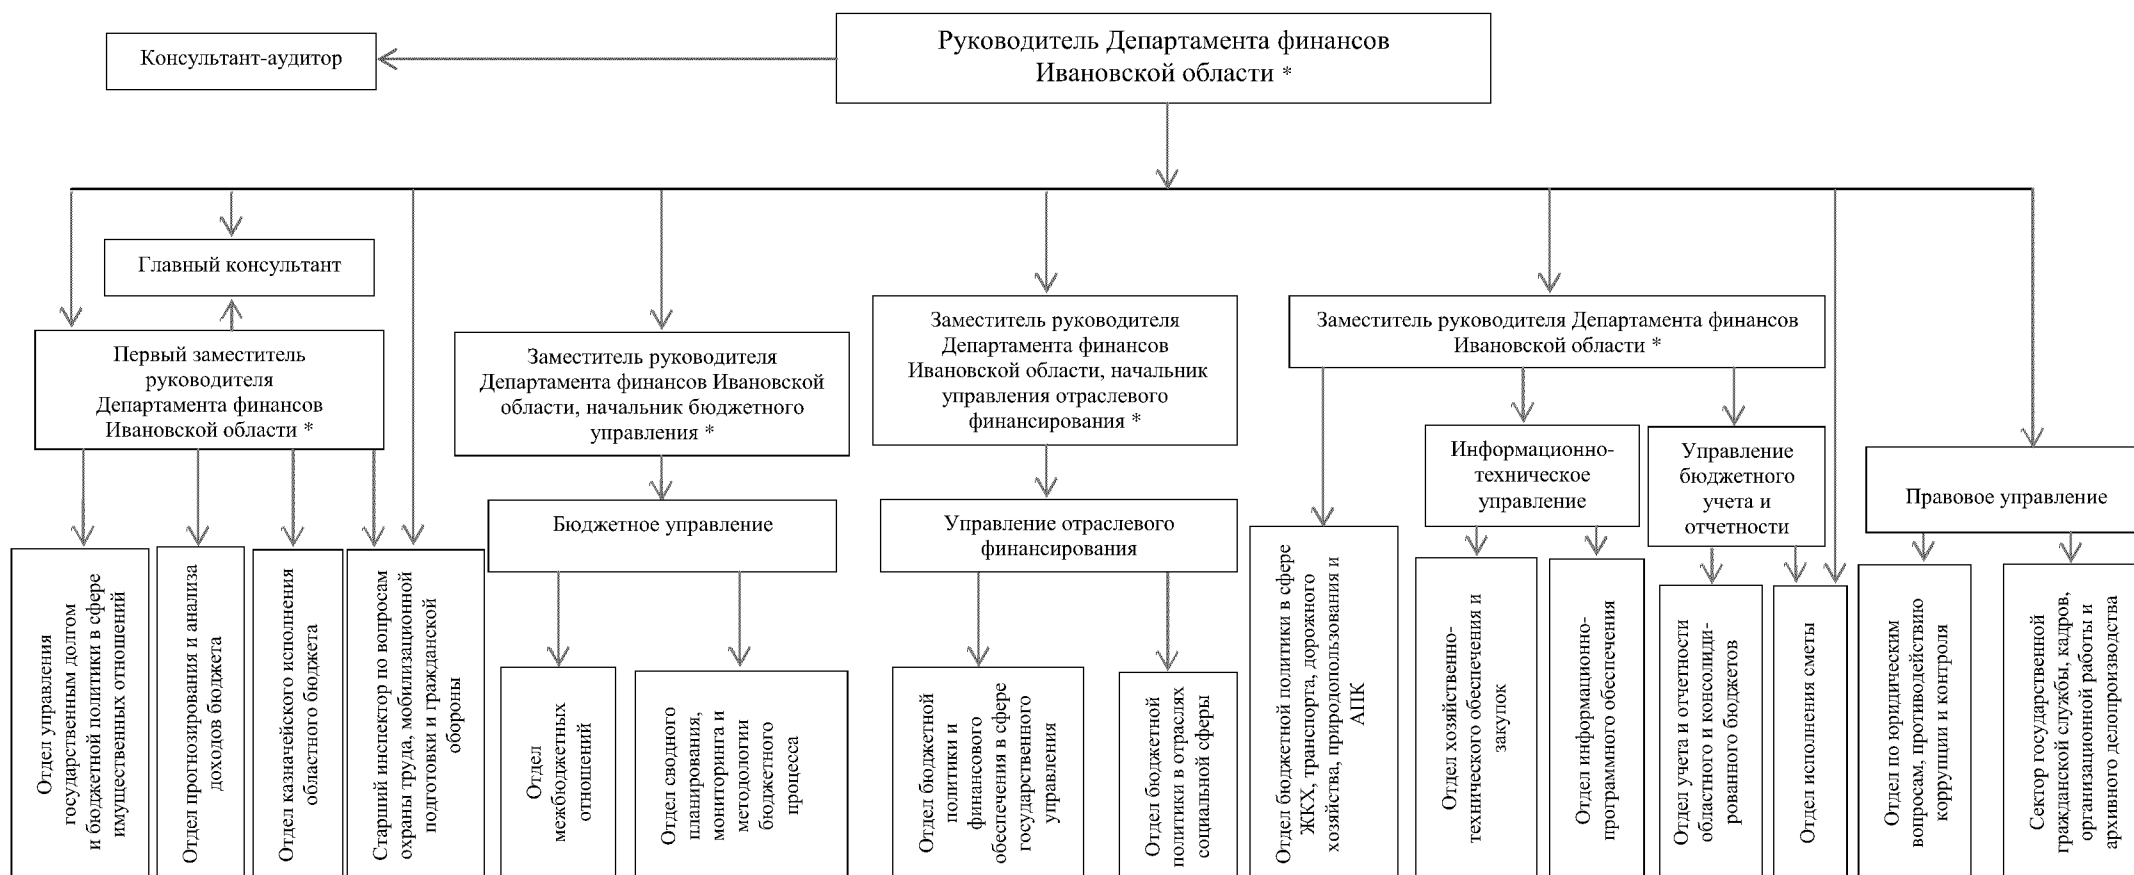 Руководитель Департамента финансов
Ивановской области *
Консультант-аудитор
Главный консультант
Первый заместитель
руководителя
Департамента финансов
Ивановской области *
Заместитель руководителя
Департамента финансов Ивановской
области, начальник бюджетного
управления *
Заместитель руководителя
Департамента финансов
Ивановской области, начальник
управления отраслевого
финансирования *
Заместитель руководителя Департамента финансов
Ивановской области *
Информационно-
техническое
управление
Управление
бюджетного
учета и
отчетности
Правовое управление
Бюджетное управление
Управление отраслевого
финансирования
Отдел управления
государственным долгом
и бюджетной политики в сфере
имущественных отношений
Отдел прогнозирования и анализа
доходов бюджета
Отдел казначейского исполнения
областного бюджета
Старший инспектор по вопросам
охраны труда, мобилизационной
подготовки и гражданской
обороны
Отдел
межбюджетных
отношений
Отдел сводного
планирования,
мониторинга и
методологии
бюджетного
процесса
Отдел бюджетной
политики и
финансового
обеспечения в сфере
государственного
управления
Отдел бюджетной
политики в отраслях
социальной сферы
Отдел бюджетной политики в сфере
ЖКХ, транспорта, дорожного
хозяйства, природопользования и
АПК
Отдел хозяйственно-
технического обеспечения и
закупок
Отдел информационно-
программного обеспечения
Отдел учета и отчетности
областного и консолиди-
рованного бюджетов
Отдел исполнения сметы
Отдел по юридическим
вопросам, противодействию
коррупции и контроля
Сектор государственной
гражданской службы, кадров,
организационной работы и
архивного делопроизводства